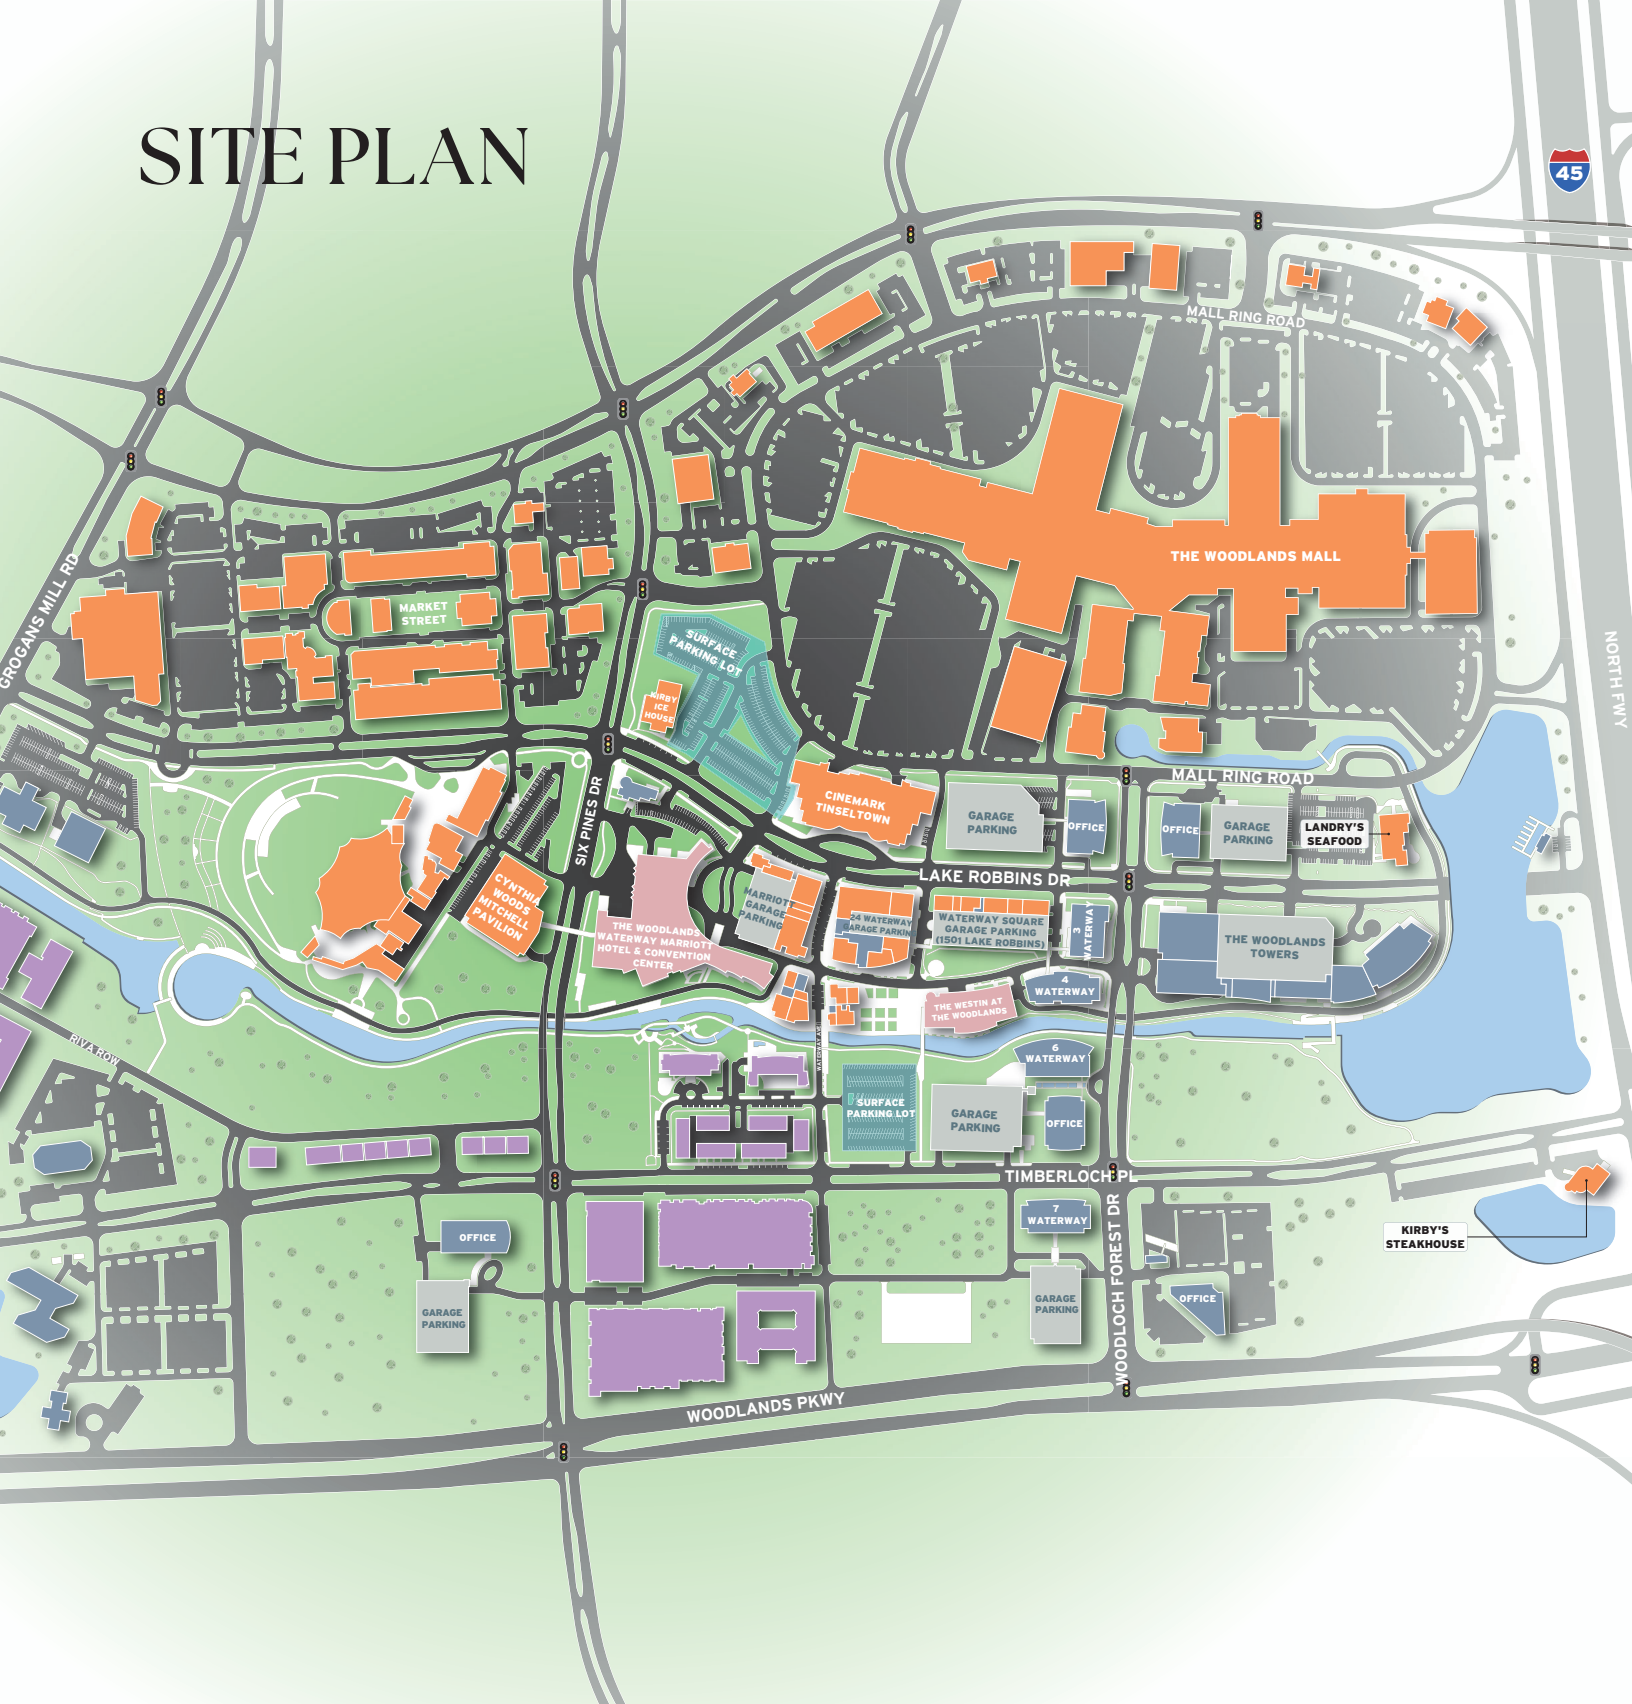 SITE PLAN
45
MALL RING ROAD
THE WOODLANDS MALL
GROGANS MILL RD
MARKET
STREET
SURFACE
PARKING LOT
KIRBY
ICE
HOUSE
NORTH FWY
MALL RING ROAD
SIX PINES DR
CINEMARK
TINSELTOWN
GARAGE
PARKING
OFFICE
OFFICE
GARAGE
PARKING
LANDRY'S
SEAFOOD
LAKE ROBBINS DR
CYNTHIA
WOODS
MITCHELL
PAVILION
THE WOODLANDS
WATERWAY MARRIOTT
HOTEL & CONVENTION
CENTER
MARRIOTT
GARAGE
PARKING
24 WATERWAY
GARAGE PARKING
WATERWAY SQUARE
GARAGE PARKING
(1501 LAKE ROBBINS)
3
WATERWAY
THE WOODLANDS
TOWERS
4
WATERWAY
THE WESTIN AT
THE WOODLANDS
RIVA ROW
WATERWAY AVE
6
WATERWAY
SURFACE
PARKING LOT
GARAGE
PARKING
OFFICE
TIMBERLOCH PL
7
WATERWAY
WOODLOCH FOREST DR
KIRBY'S
STEAKHOUSE
OFFICE
GARAGE
PARKING
GARAGE
PARKING
OFFICE
WOODLANDS PKWY